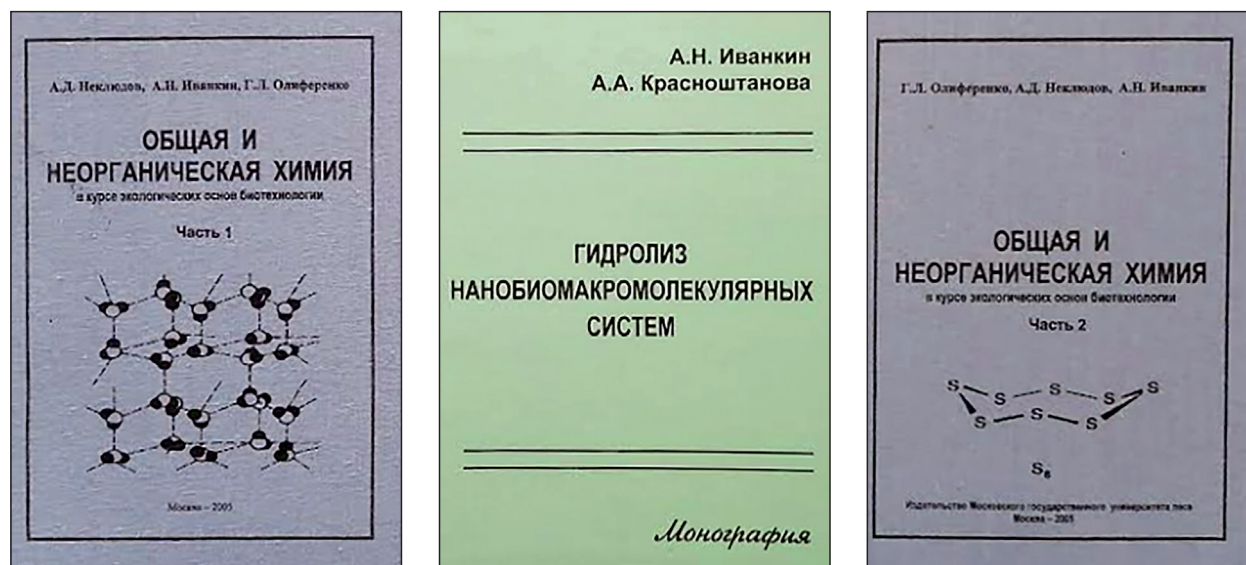 А.Д. Неклюдов, А.Н. Иванкин, Г.Л. Олиференко
ОБЩАЯ И
НЕОРГАНИЧЕСКАЯ ХИМИЯ
в курсе экологических основ биотехнологии
Часть 1
Москва – 2005
А.Н. Иванкин
А.А. Красноштанова
ГИДРОЛИЗ
НАНОБИОМАКРОМОЛЕКУЛЯРНЫХ
СИСТЕМ
Монография
Г.Л. Олиференко, А.Д. Неклюдов, А.Н. Иванкин
ОБЩАЯ И
НЕОРГАНИЧЕСКАЯ ХИМИЯ
в курсе экологических основ биотехнологии
Часть 2
S S S S S
S S S
S₈
Издательство Московского государственного университета леса
Москва – 2005